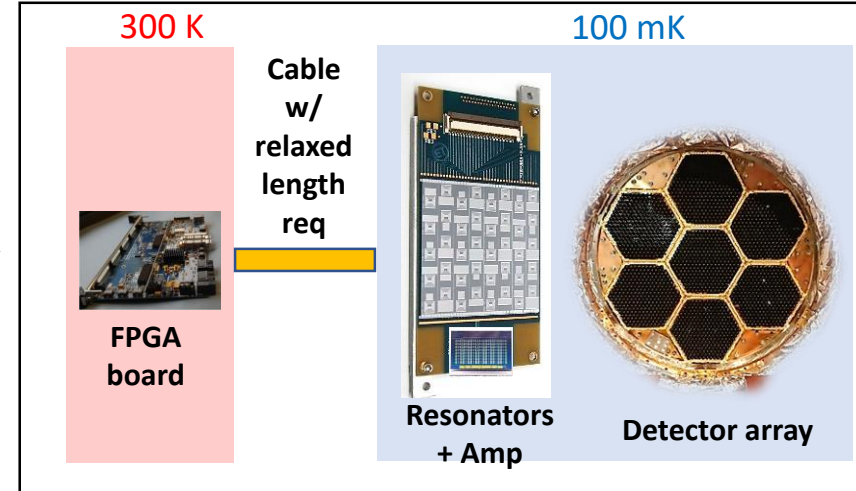 300 K
100 mK
Cable
w/
relaxed
length
req
FPGA
board
Resonators
+ Amp
Detector array